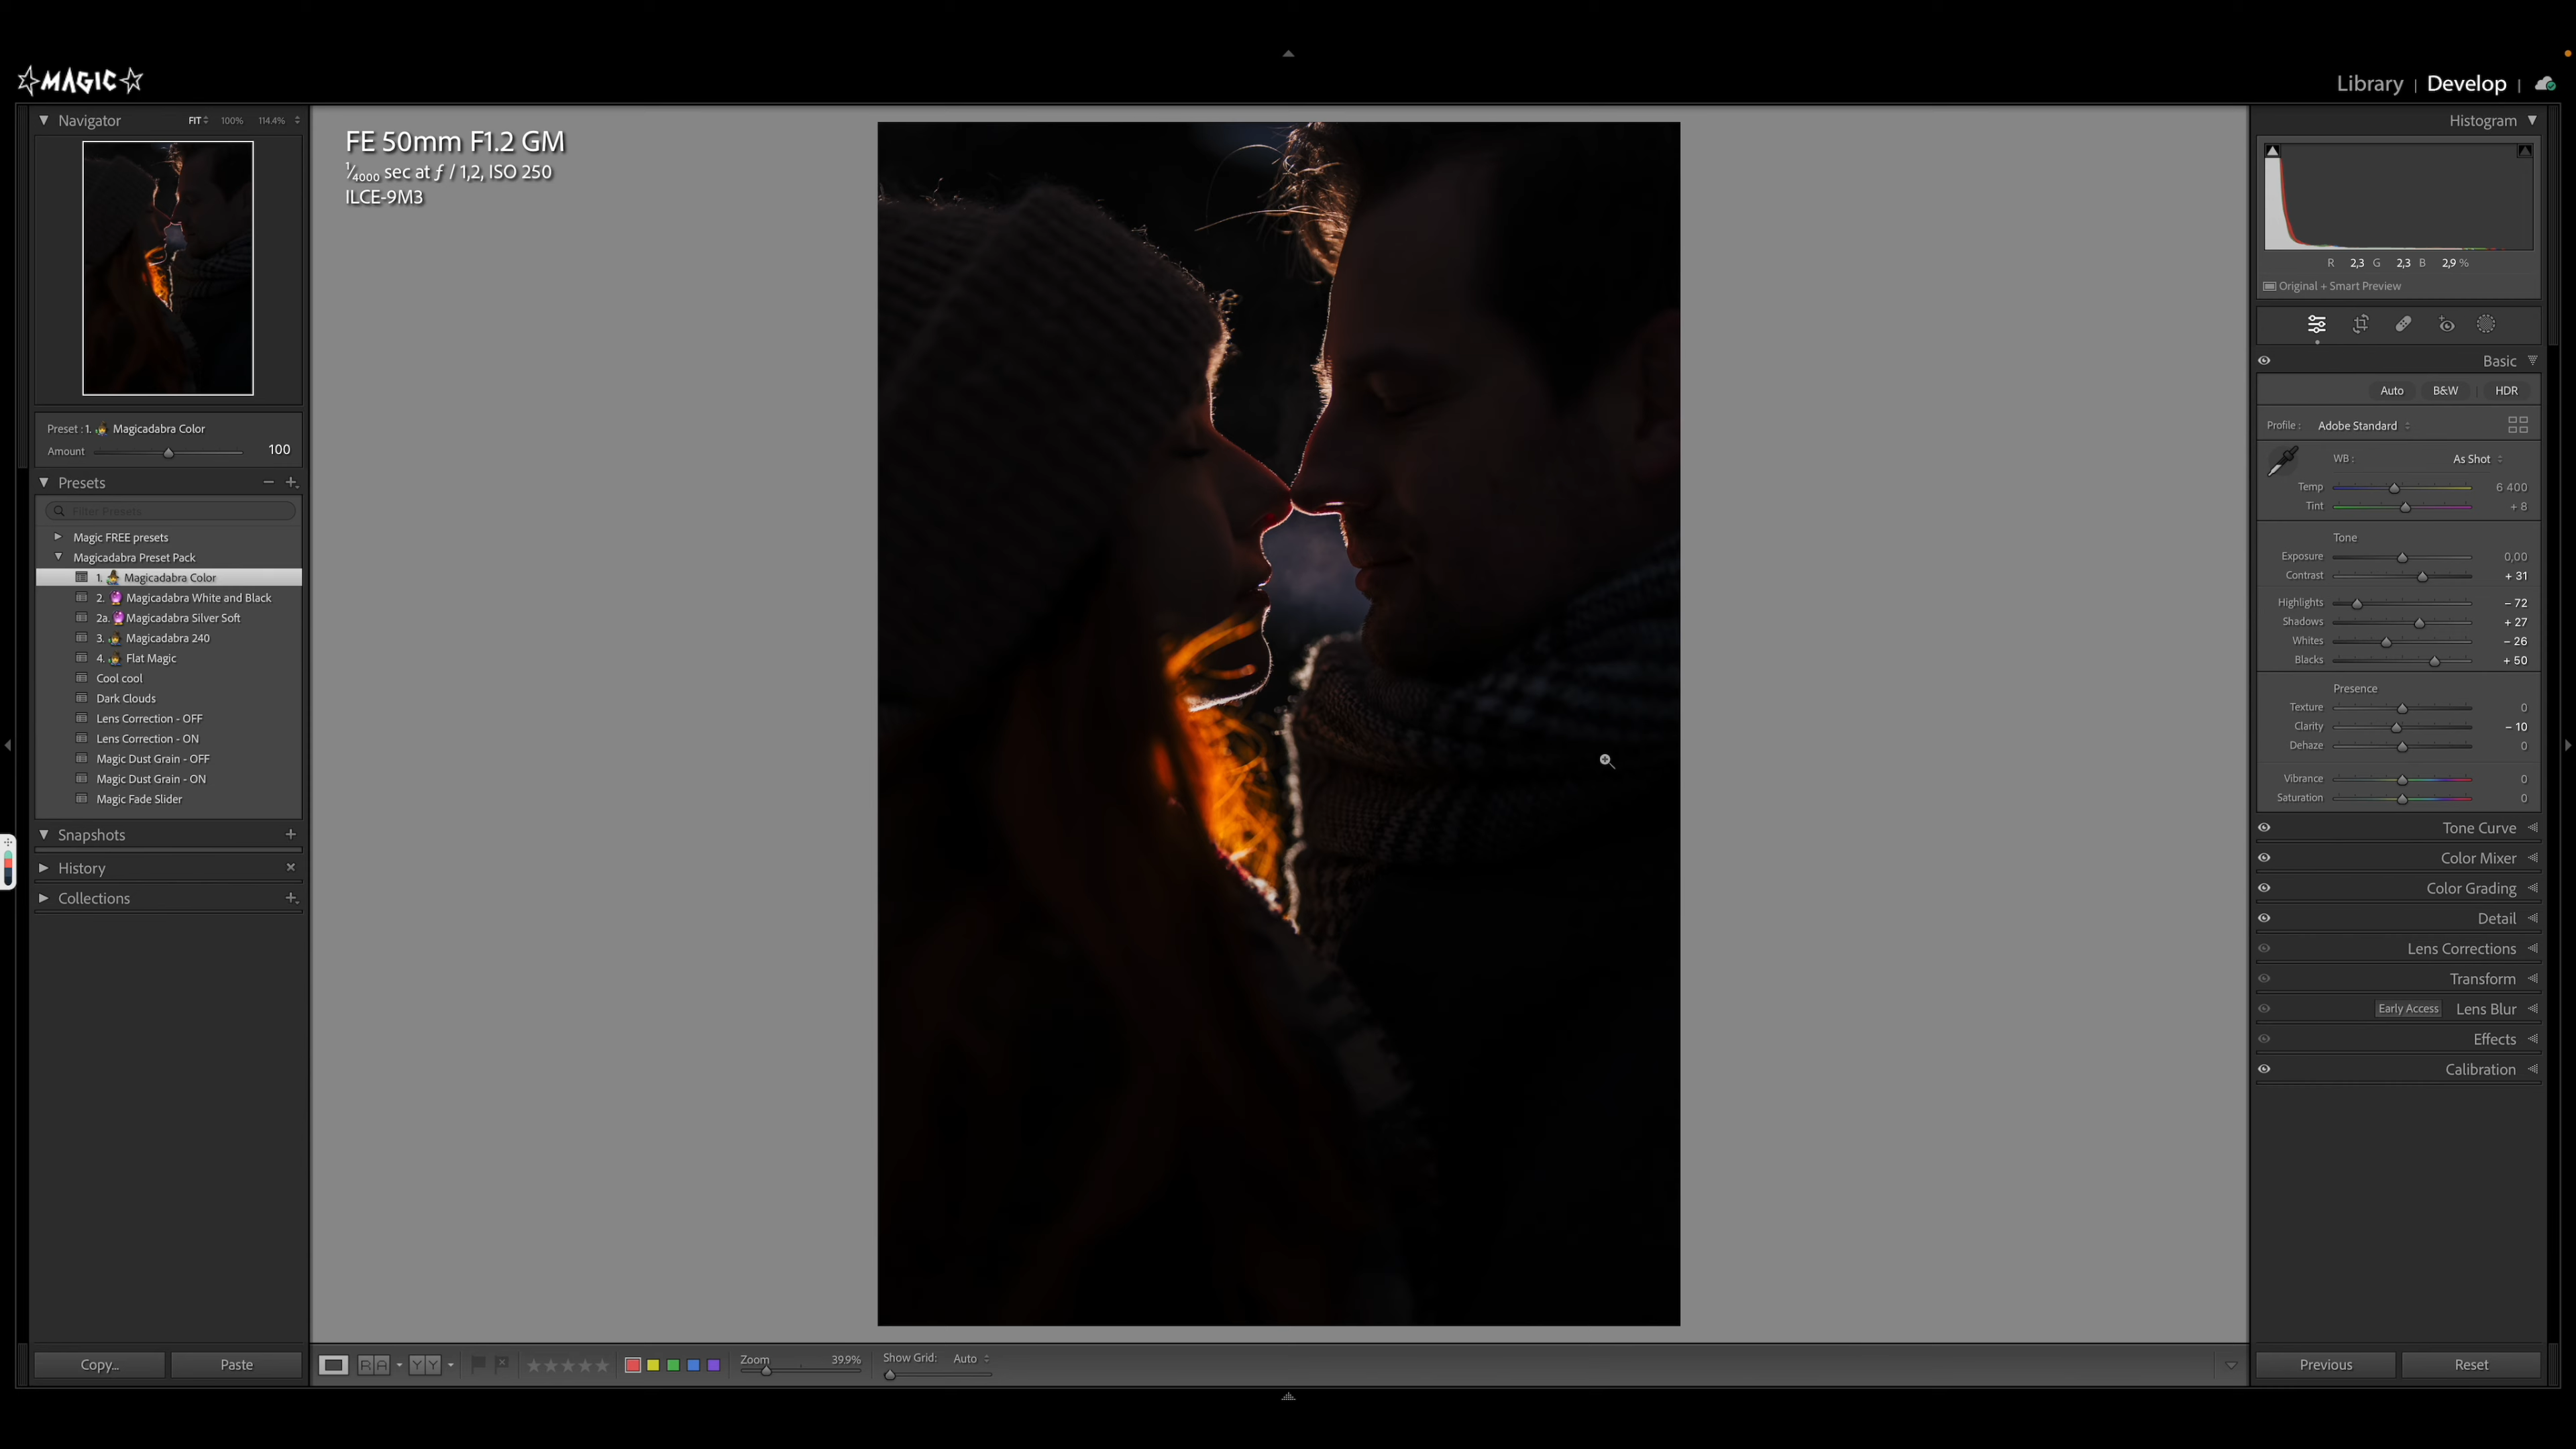 ☆MAGIC☆
Library | Develop |
Navigator FIT 100% 114.4%
FE 50mm F1.2 GM
1/4000 sec at ƒ / 1,2, ISO 250
ILCE-9M3
Preset : 1. Magicadabra Color
Amount 100
Presets
Filter Presets
Magic FREE presets
Magicadabra Preset Pack
1. Magicadabra Color
2. Magicadabra White and Black
2a. Magicadabra Silver Soft
3. Magicadabra 240
4. Flat Magic
Cool cool
Dark Clouds
Lens Correction - OFF
Lens Correction - ON
Magic Dust Grain - OFF
Magic Dust Grain - ON
Magic Fade Slider
Snapshots
History
Collections
Copy... Paste
RA YY Zoom 39.9% Show Grid: Auto
Histogram
R 2,3 G 2,3 B 2,9 %
Original + Smart Preview
Basic
Auto B&W | HDR
Profile : Adobe Standard
WB : As Shot
Temp 6 400
Tint + 8
Tone
Exposure 0,00
Contrast + 31
Highlights − 72
Shadows + 27
Whites − 26
Blacks + 50
Presence
Texture 0
Clarity − 10
Dehaze 0
Vibrance 0
Saturation 0
Tone Curve
Color Mixer
Color Grading
Detail
Lens Corrections
Transform
Early Access Lens Blur
Effects
Calibration
Previous Reset